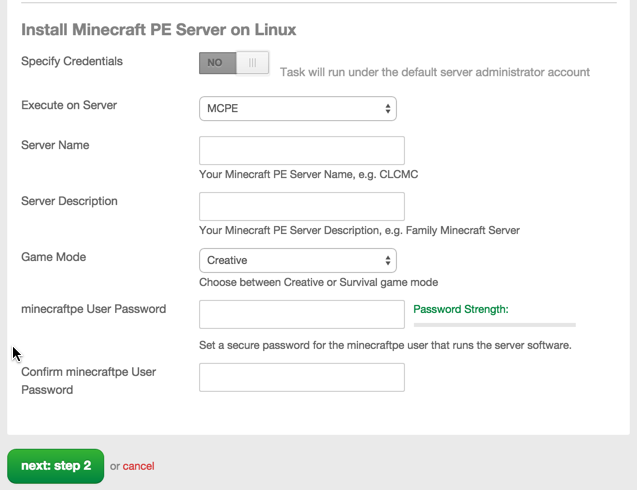 Install Minecraft PE Server on Linux
Specify Credentials
NO
Task will run under the default server administrator account
Execute on Server
MCPE
Server Name
Your Minecraft PE Server Name, e.g. CLCMC
Server Description
Your Minecraft PE Server Description, e.g. Family Minecraft Server
Game Mode
Creative
Choose between Creative or Survival game mode
minecraftpe User Password
Password Strength:
Set a secure password for the minecraftpe user that runs the server software.
Confirm minecraftpe User
Password
next: step 2 or cancel